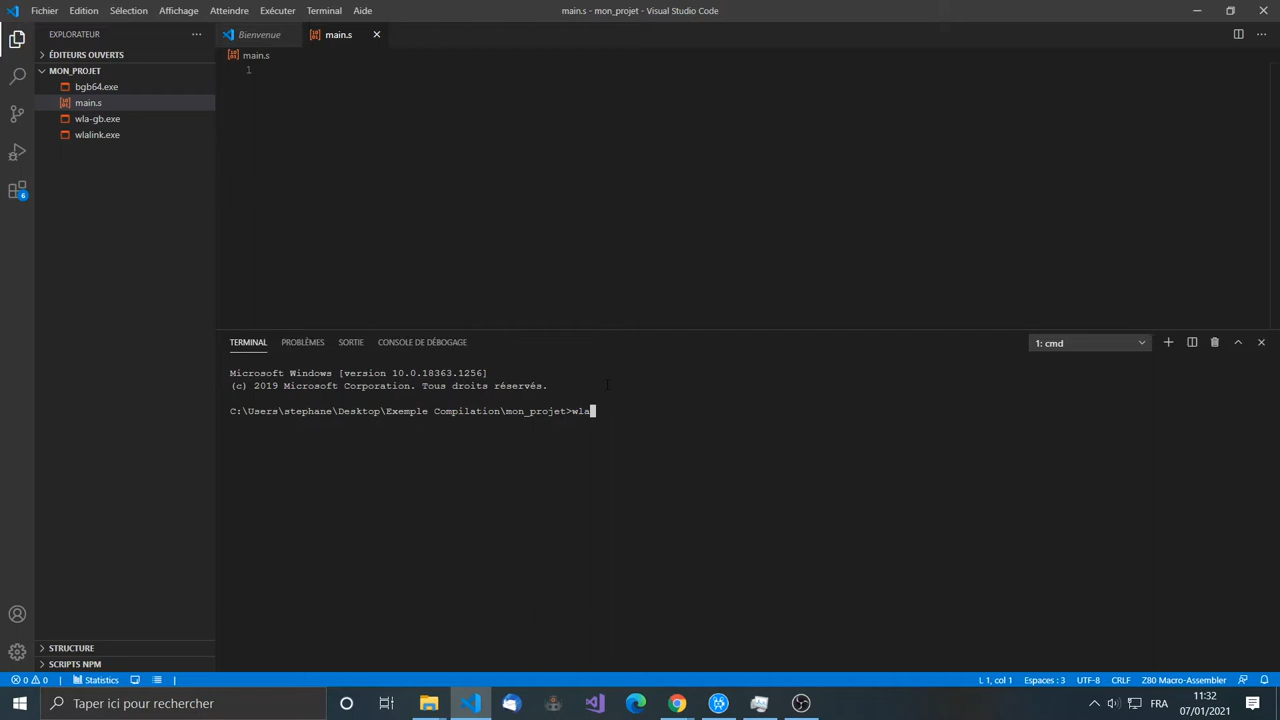 Fichier Edition Sélection Affichage Atteindre Exécuter Terminal Aide
main.s - mon_projet - Visual Studio Code
EXPLORATEUR
Bienvenue
main.s
ÉDITEURS OUVERTS
main.s
MON_PROJET
1
bgb64.exe
main.s
wla-gb.exe
wlalink.exe
6
TERMINAL PROBLÈMES SORTIE CONSOLE DE DÉBOGAGE
1: cmd
Microsoft Windows [version 10.0.18363.1256]
(c) 2019 Microsoft Corporation. Tous droits réservés.
C:\Users\stephane\Desktop\Exemple Compilation\mon_projet>wla
STRUCTURE
SCRIPTS NPM
0 0 Statistics
L 1, col 1 Espaces : 3 UTF-8 CRLF Z80 Macro-Assembler
Taper ici pour rechercher
FRA
11:32
07/01/2021